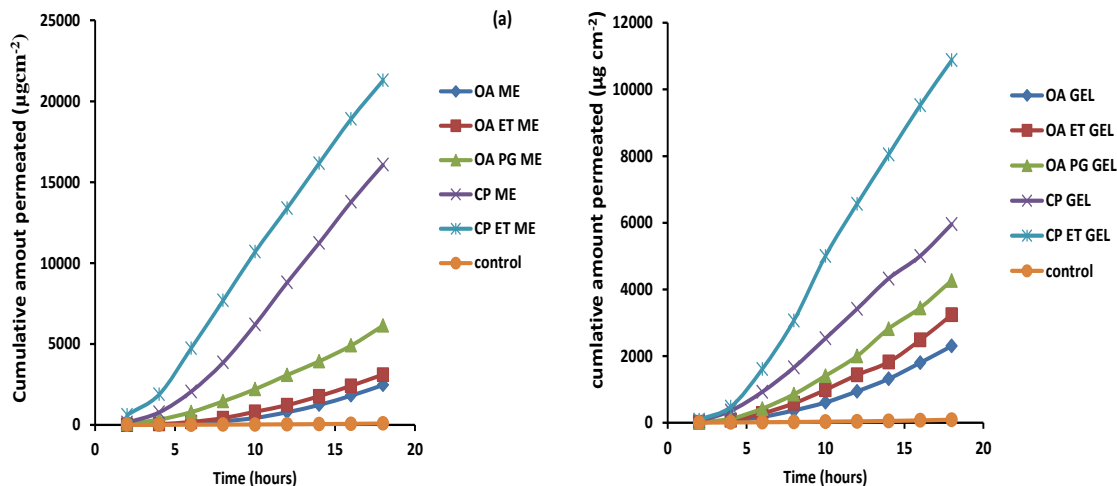 (a)
Cumulative amout permeated (µgcm⁻²)
25000
20000
15000
10000
5000
0
0 5 10 15 20
Time (hours)
OA ME
OA ET ME
OA PG ME
CP ME
CP ET ME
control
cumlative amount permeated (µg cm⁻²)
12000
10000
8000
6000
4000
2000
0
0 5 10 15 20
Time (hours)
OA GEL
OA ET GEL
OA PG GEL
CP GEL
CP ET GEL
control